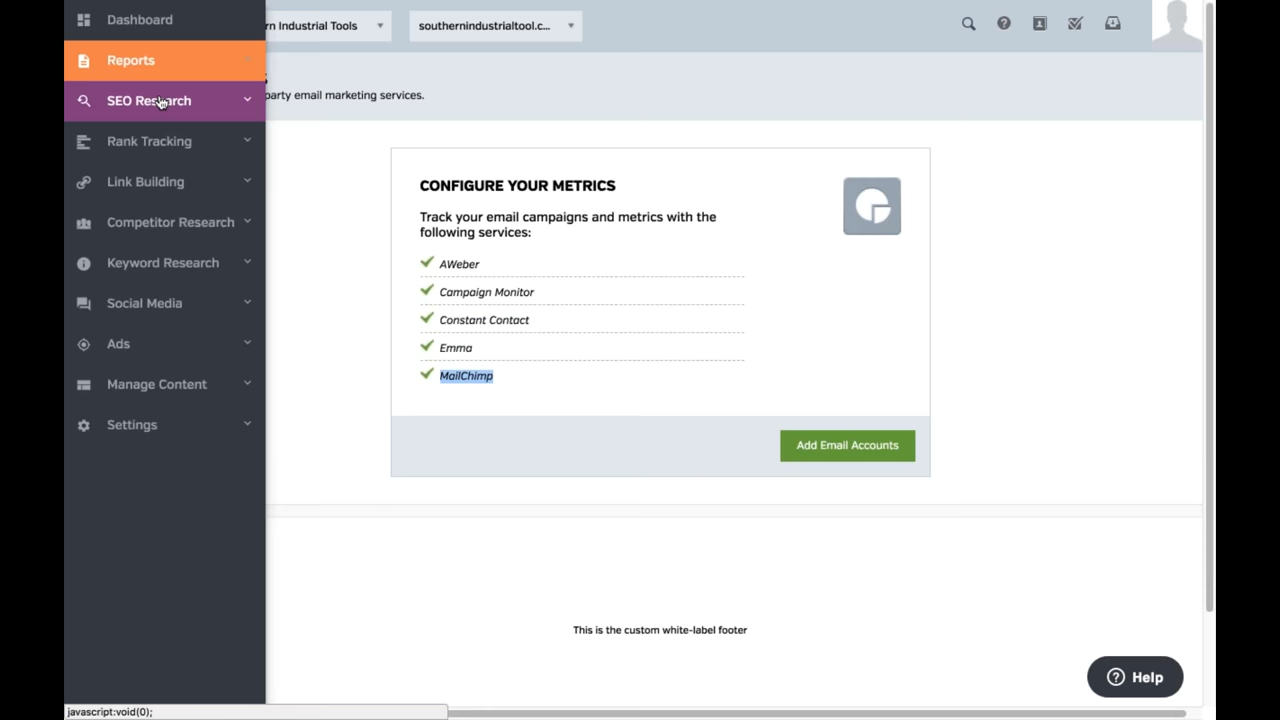 Dashboard
Reports
SEO Research
Rank Tracking
Link Building
Competitor Research
Keyword Research
Social Media
Ads
Manage Content
Settings
rn Industrial Tools
southernindustrialtool.c...
party email marketing services.
CONFIGURE YOUR METRICS
Track your email campaigns and metrics with the
following services:
AWeber
Campaign Monitor
Constant Contact
Emma
MailChimp
Add Email Accounts
This is the custom white-label footer
Help
javascript:void(0);